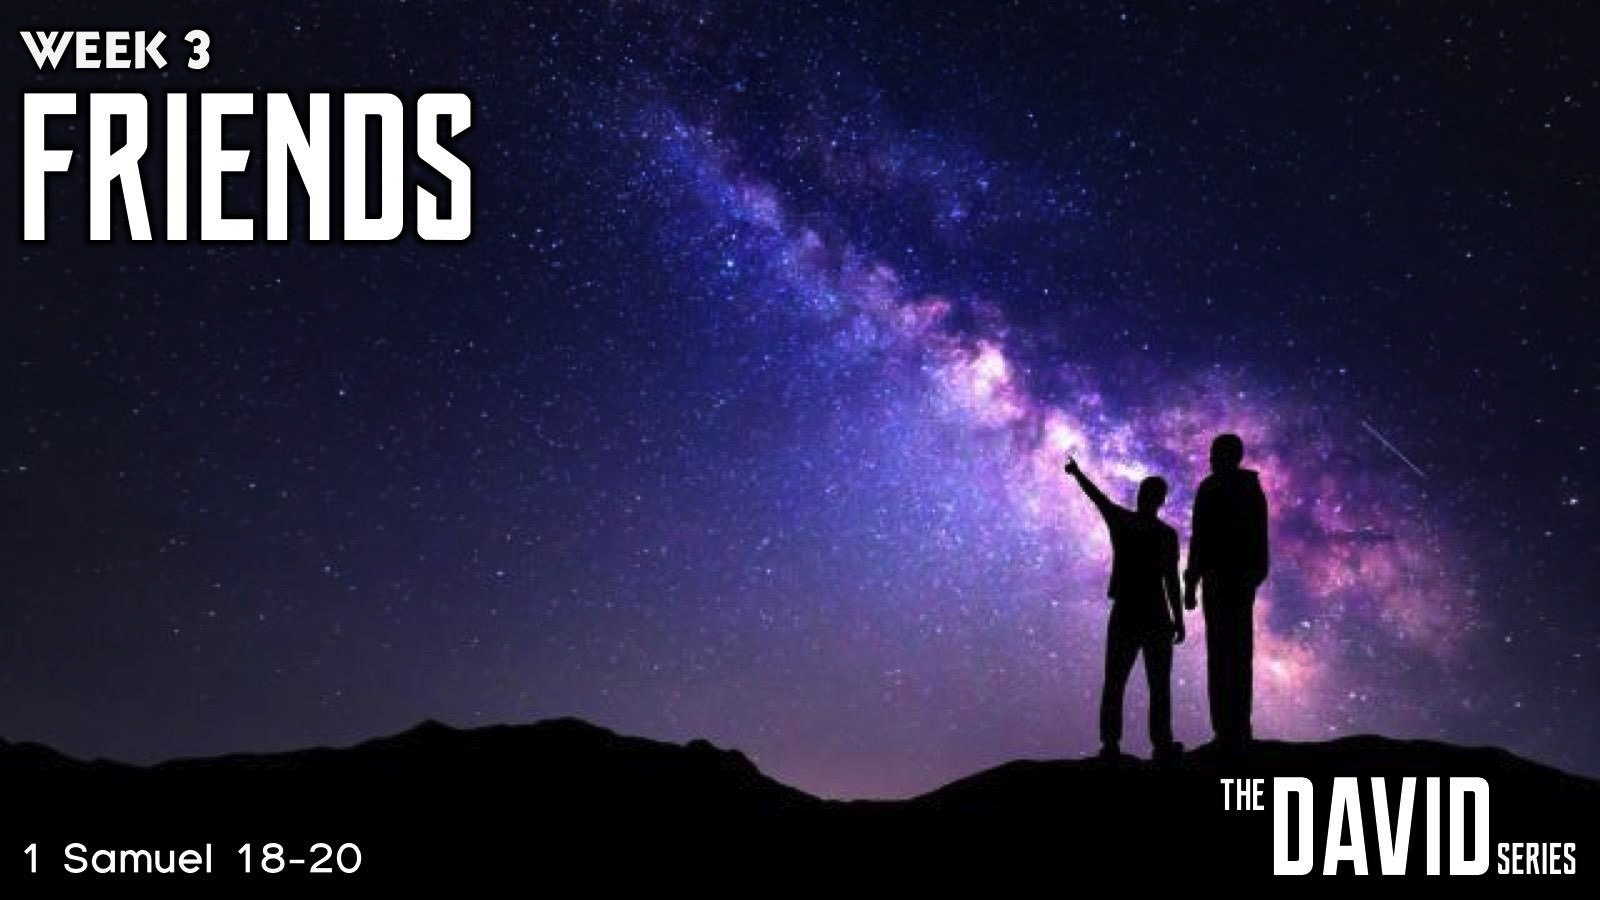 WEEK 3
FRIENDS
THE DAVID SERIES
1 Samuel 18-20